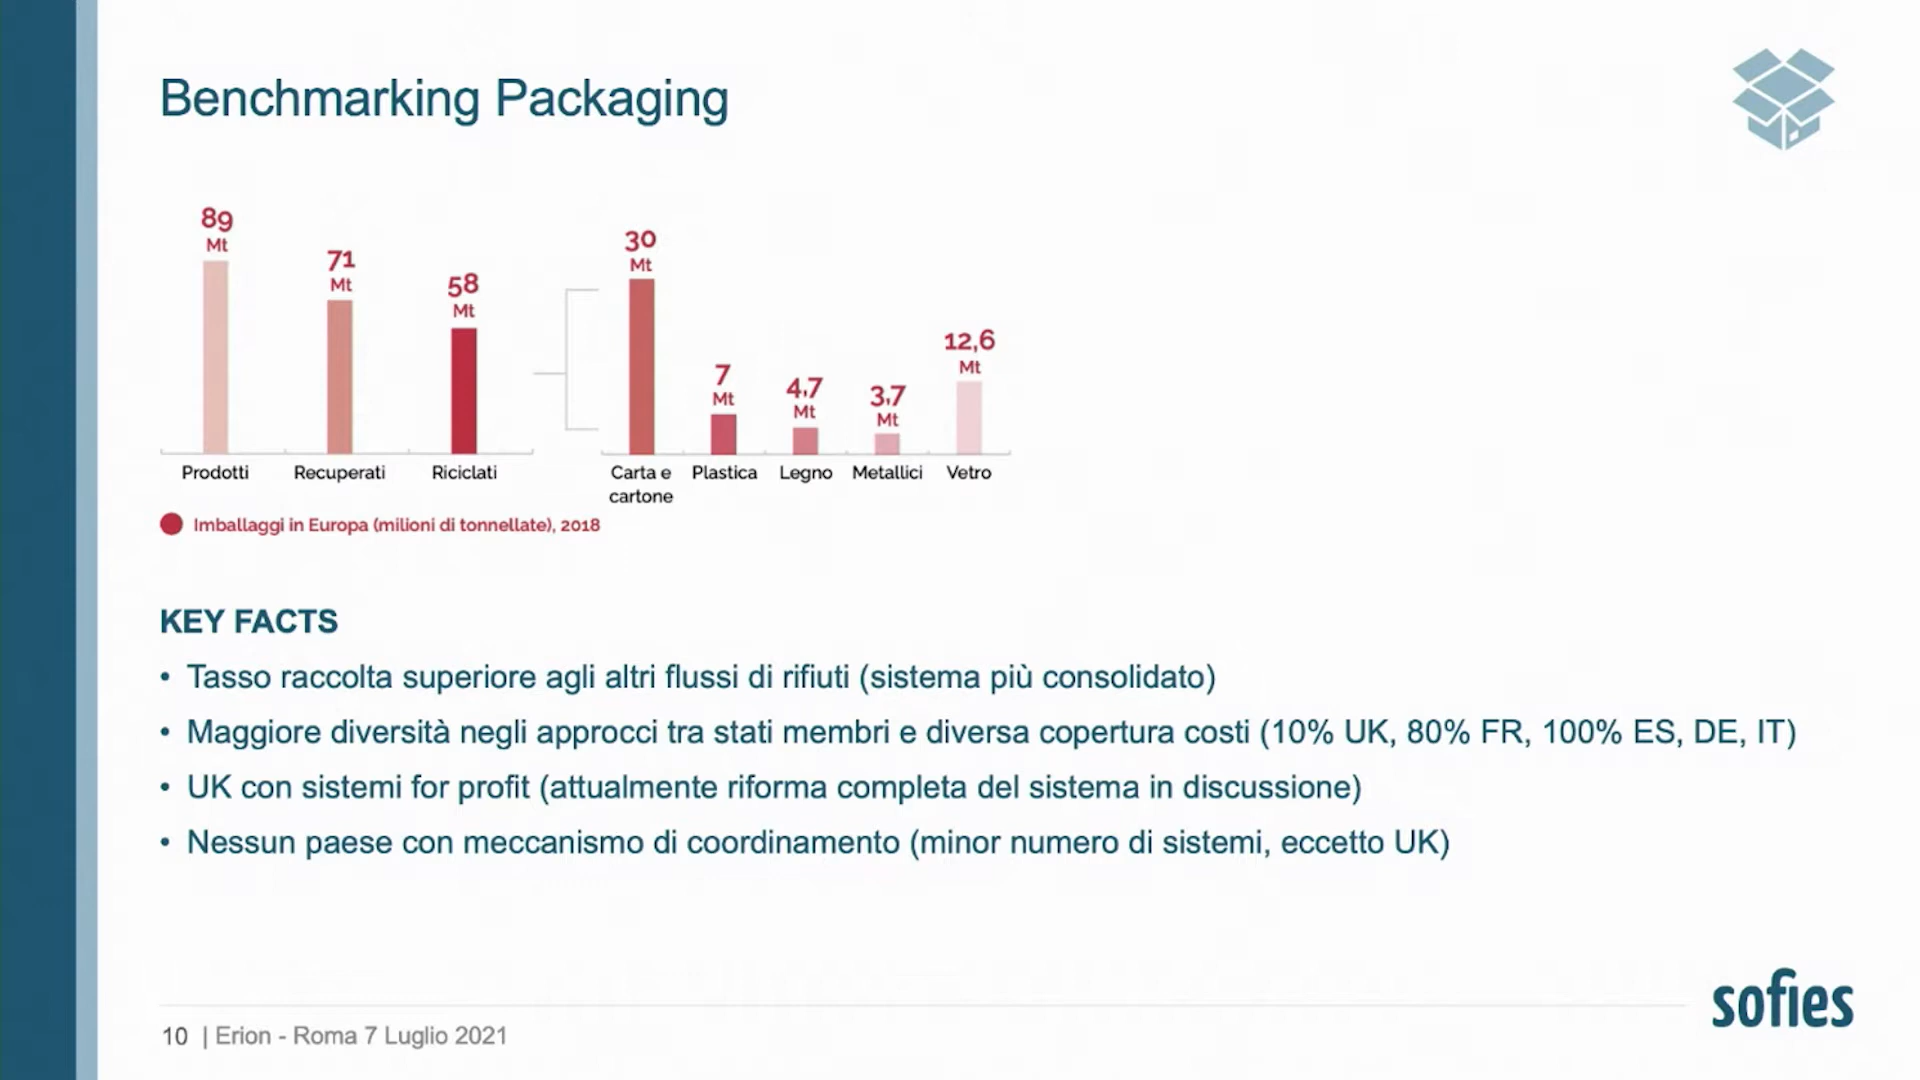 Benchmarking Packaging
89
Mt
71
Mt
58
Mt
30
Mt
7
Mt
4,7
Mt
3,7
Mt
12,6
Mt
Prodotti
Recuperati
Riciclati
Carta e
cartone
Plastica
Legno
Metallici
Vetro
Imballaggi in Europa (milioni di tonnellate), 2018
KEY FACTS
• Tasso raccolta superiore agli altri flussi di rifiuti (sistema più consolidato)
• Maggiore diversità negli approcci tra stati membri e diversa copertura costi (10% UK, 80% FR, 100% ES, DE, IT)
• UK con sistemi for profit (attualmente riforma completa del sistema in discussione)
• Nessun paese con meccanismo di coordinamento (minor numero di sistemi, eccetto UK)
sofies
10 | Erion - Roma 7 Luglio 2021